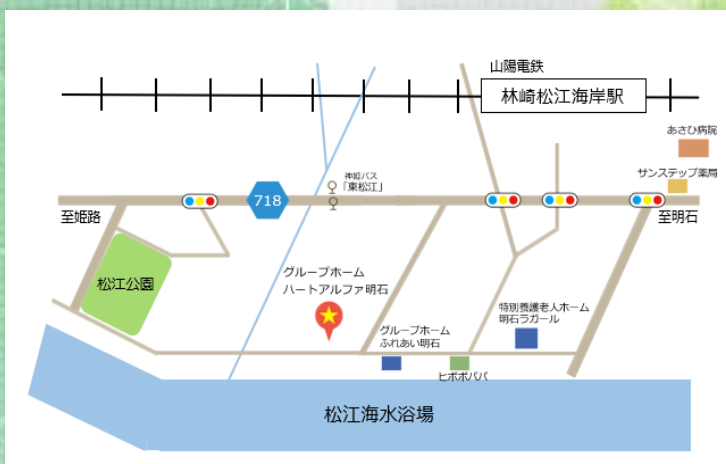 山陽電鉄
林崎松江海岸駅
あさひ病院
サンステップ薬局
神姫バス
「東松江」
718
至姫路
至明石
松江公園
グループホーム
ハートアルファ明石
特別養護老人ホーム
明石ラガール
グループホーム
ふれあい明石
ヒポポパパ
松江海水浴場